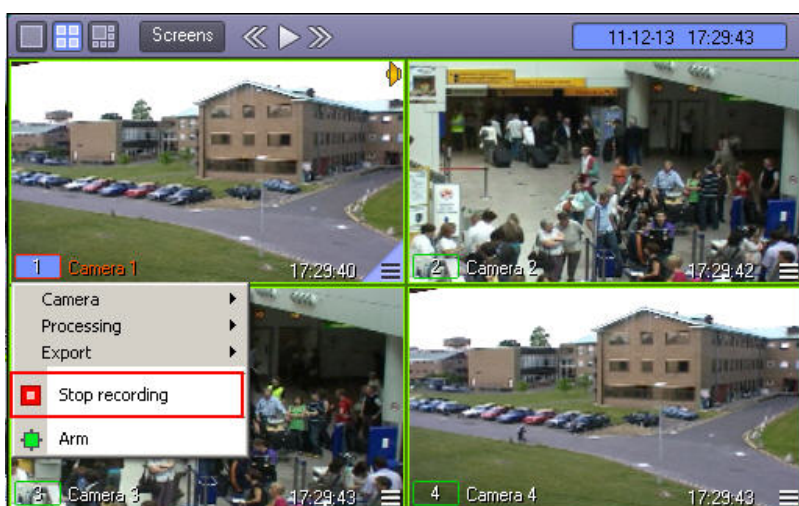 Screens
11-12-13 17:29:43
1 Camera 1 17:29:40
2 Camera 2 17:29:42
Camera
Processing
Export
Stop recording
Arm
3 Camera 3 17:29:43
4 Camera 4 17:29:43